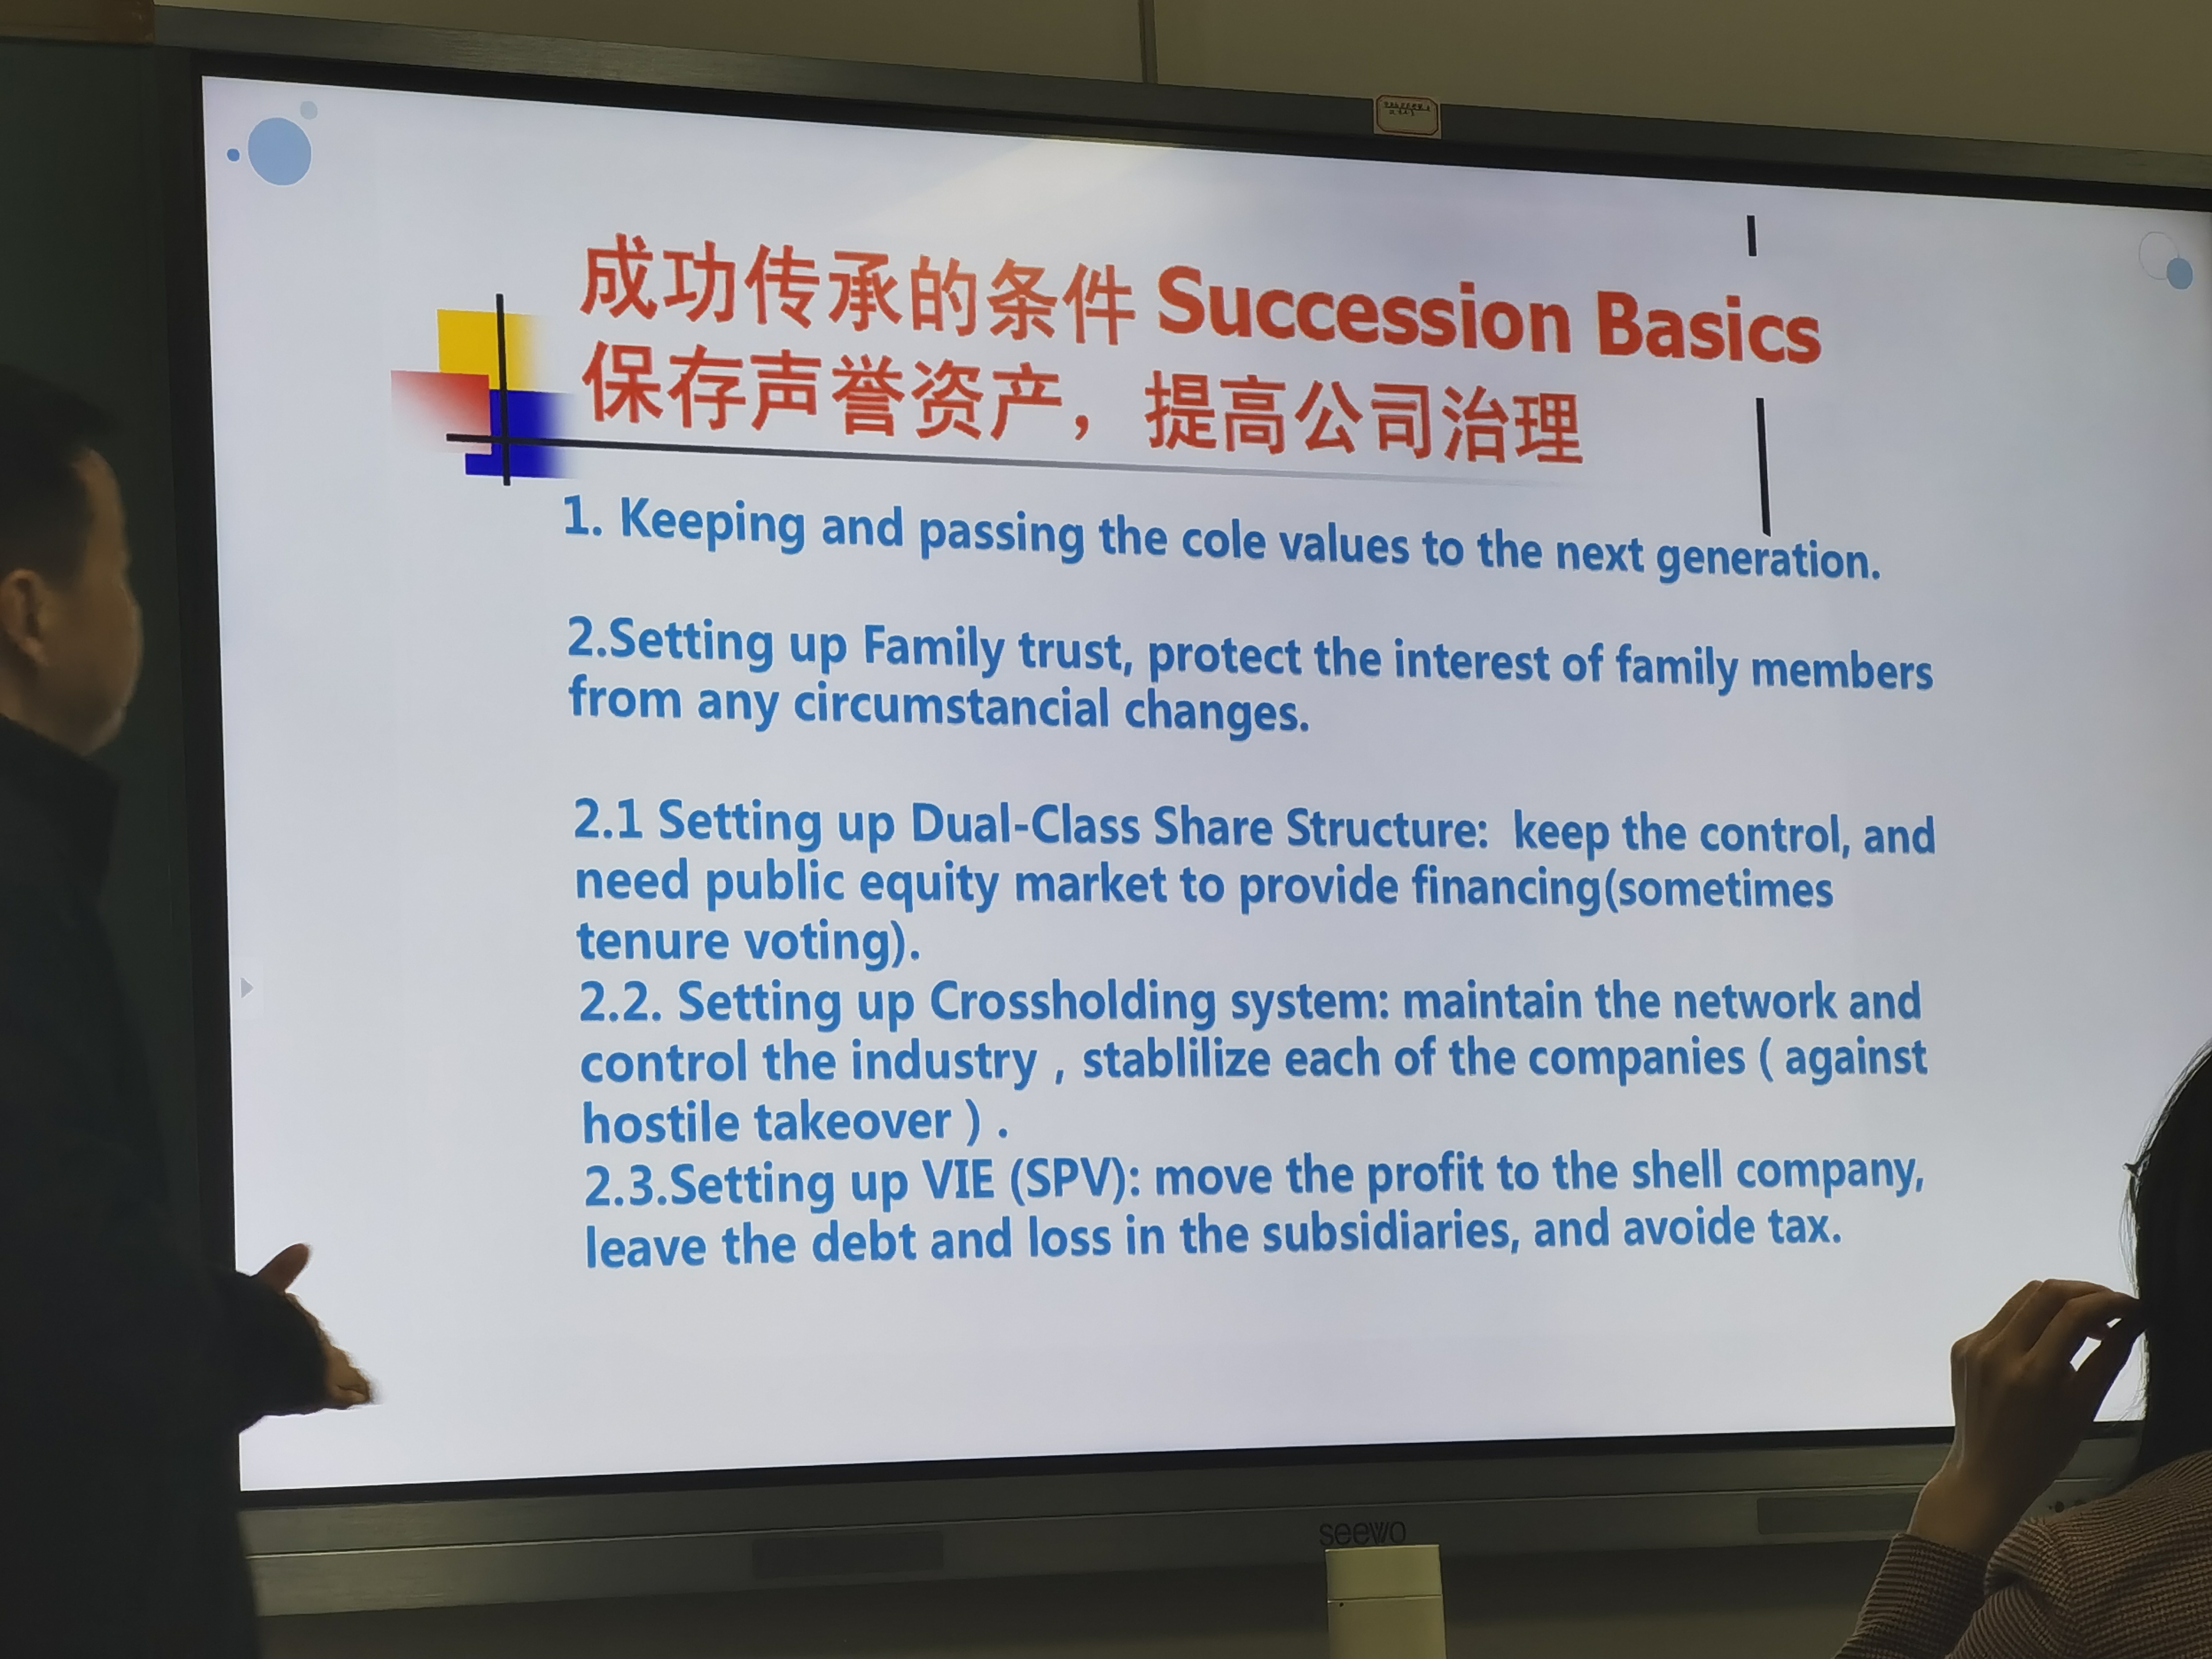 成功传承的条件 Succession Basics
保存声誉资产，提高公司治理
1. Keeping and passing the cole values to the next generation.
2.Setting up Family trust, protect the interest of family members
from any circumstancial changes.
2.1 Setting up Dual-Class Share Structure: keep the control, and
need public equity market to provide financing(sometimes
tenure voting).
2.2. Setting up Crossholding system: maintain the network and
control the industry , stablilize each of the companies ( against
hostile takeover ) .
2.3.Setting up VIE (SPV): move the profit to the shell company,
leave the debt and loss in the subsidiaries, and avoide tax.
seewo